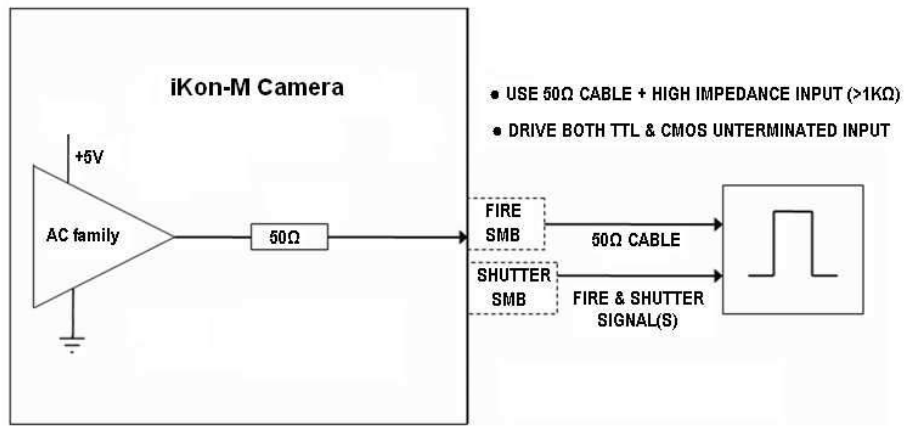 iKon-M Camera
● USE 50Ω CABLE + HIGH IMPEDANCE INPUT (>1KΩ)
● DRIVE BOTH TTL & CMOS UNTERMINATED INPUT
+5V
AC family
50Ω
FIRE
SMB
50Ω CABLE
SHUTTER
SMB
FIRE & SHUTTER
SIGNAL(S)